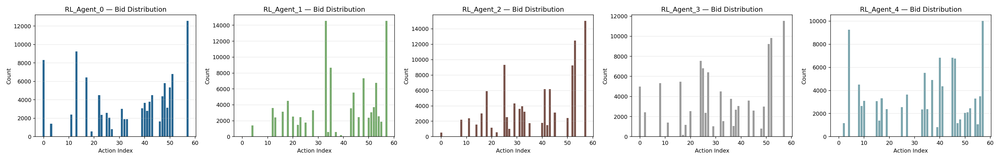 RL_Agent_0 — Bid Distribution
12000
10000
8000
6000
4000
2000
0
Count
0 10 20 30 40 50 60
Action Index
RL_Agent_1 — Bid Distribution
14000
12000
10000
8000
6000
4000
2000
0
Count
0 10 20 30 40 50 60
Action Index
RL_Agent_2 — Bid Distribution
14000
12000
10000
8000
6000
4000
2000
0
Count
0 10 20 30 40 50 60
Action Index
RL_Agent_3 — Bid Distribution
12000
10000
8000
6000
4000
2000
0
Count
0 10 20 30 40 50 60
Action Index
RL_Agent_4 — Bid Distribution
10000
8000
6000
4000
2000
0
Count
0 10 20 30 40 50 60
Action Index